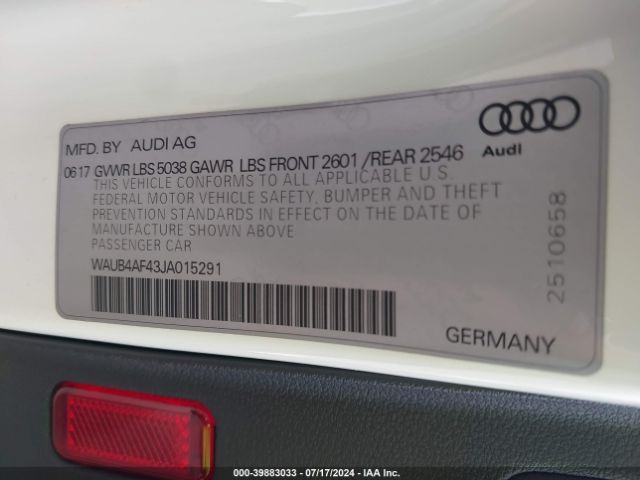 MFD. BY AUDI AG
0617 GVWR LBS 5038 GAWR LBS FRONT 2601 /REAR 2546
THIS VEHICLE CONFORMS TO ALL APPLICABLE U.S.
FEDERAL MOTOR VEHICLE SAFETY, BUMPER AND THEFT
PREVENTION STANDARDS IN EFFECT ON THE DATE OF
MANUFACTURE SHOWN ABOVE
PASSENGER CAR
WAUB4AF43JA015291
Audi
2510658
GERMANY
000-39883033 - 07/17/2024 - IAA, Inc.